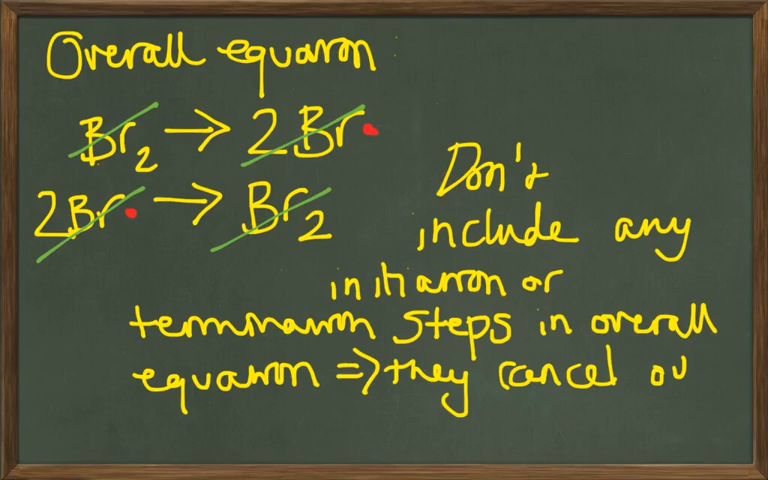 Overall equation
Br₂ → 2Br•
2Br• → Br₂
Don't
include any
initiation or
termination steps in overall
equation => they cancel ou